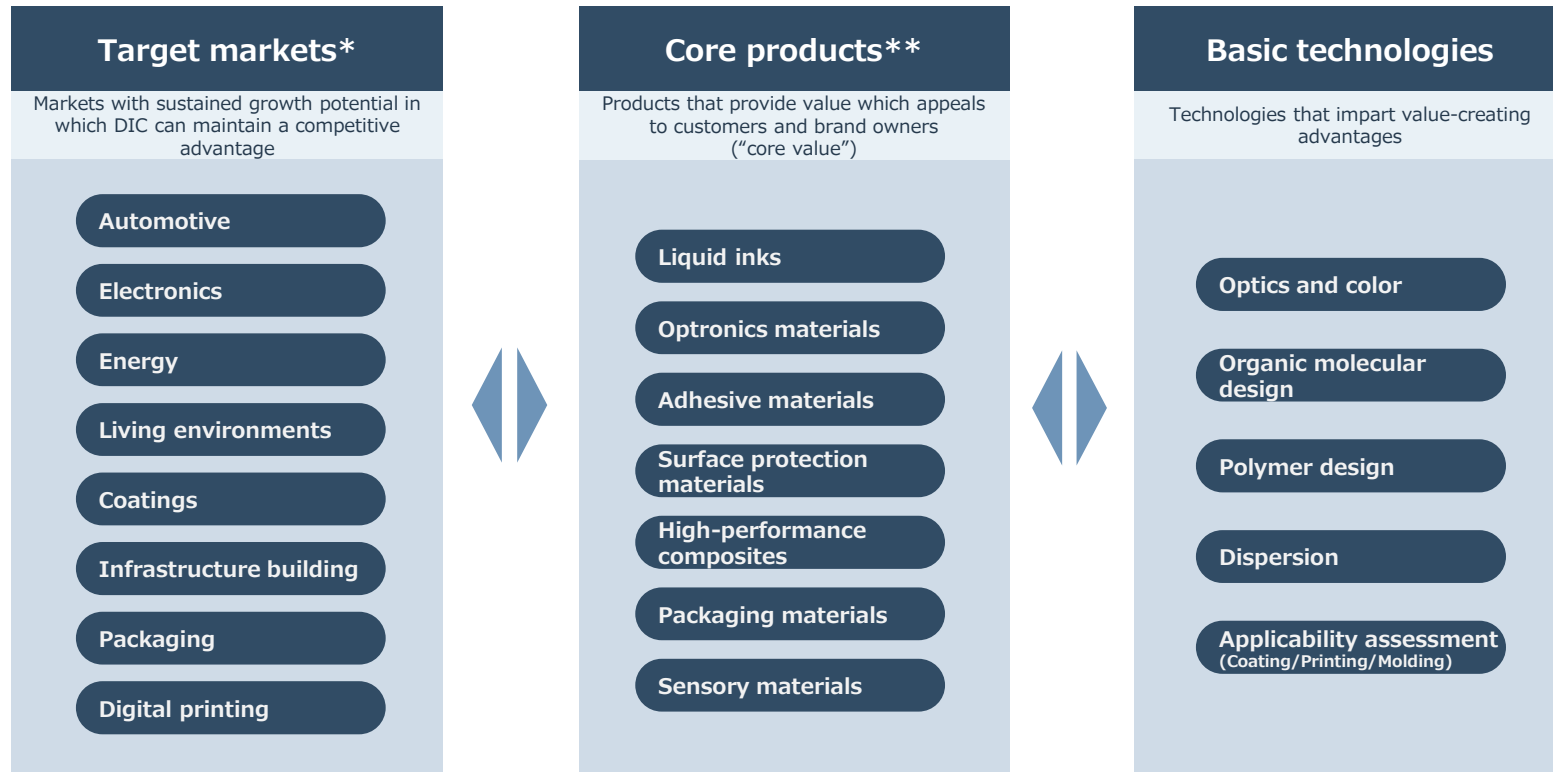 Target markets*
Markets with sustained growth potential in
which DIC can maintain a competitive
advantage
Automotive
Electronics
Energy
Living environments
Coatings
Infrastructure building
Packaging
Digital printing
Core products**
Products that provide value which appeals
to customers and brand owners
(“core value”)
Liquid inks
Optronics materials
Adhesive materials
Surface protection
materials
High-performance
composites
Packaging materials
Sensory materials
Basic technologies
Technologies that impart value-creating
advantages
Optics and color
Organic molecular
design
Polymer design
Dispersion
Applicability assessment
(Coating/Printing/Molding)